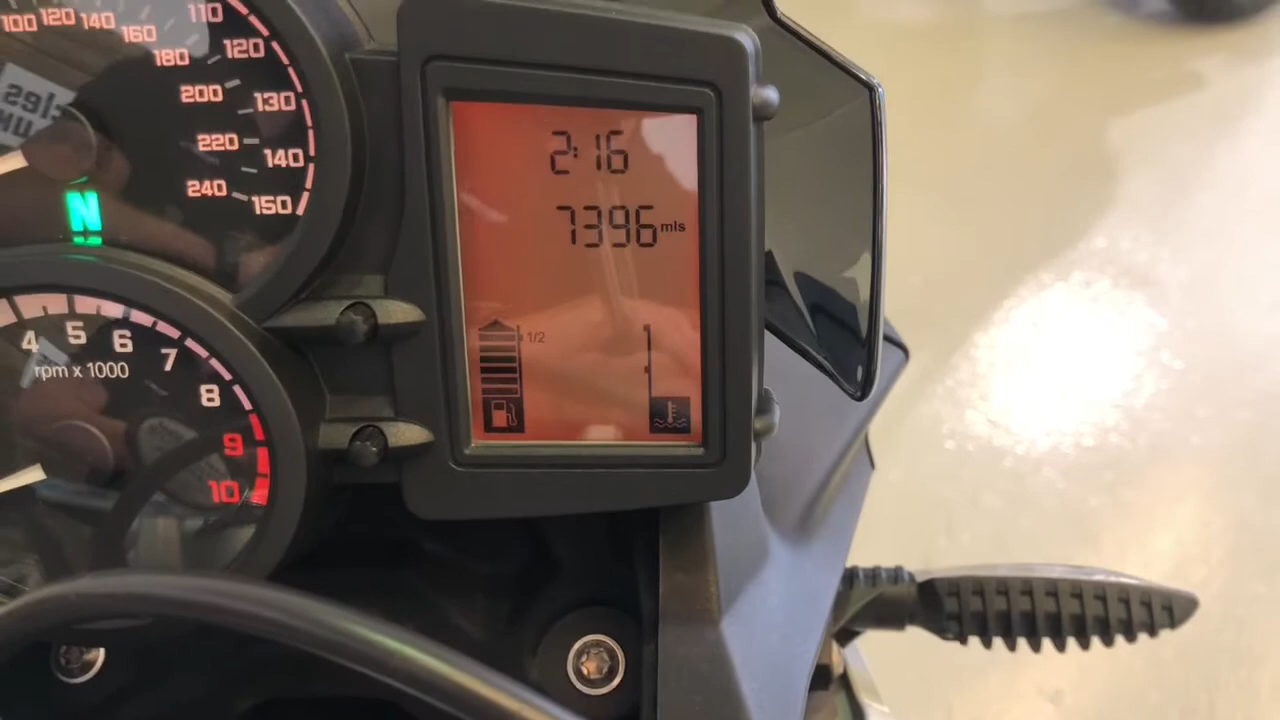 100 120 140 160 180 200 220 240
110 120 130 140 150
N
4 5 6 7 8 9 10
rpm x 1000
2:16
7396 mls
1/2